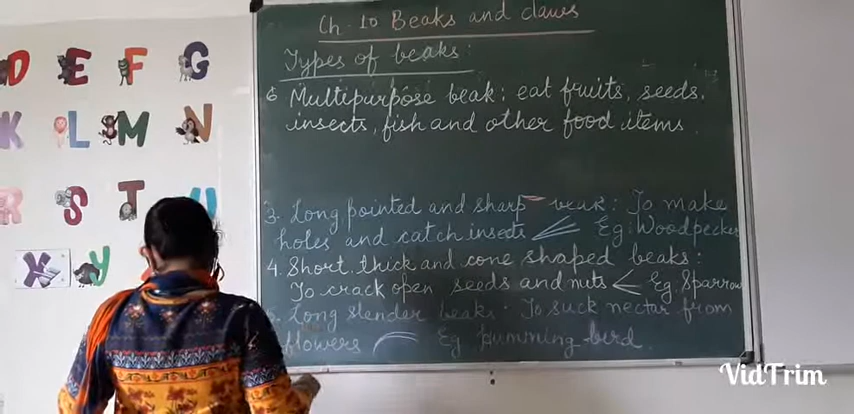 Ch-10 Beaks and claws
Types of beaks:
6 Multipurpose beak: eat fruits, seeds,
insects, fish and other food items
3. Long pointed and sharp beak: To make
holes and catch insects Eg: Woodpecker
4. Short, thick and cone shaped beaks:
To crack open seeds and nuts Eg. Sparrow
Long slender beaks - To suck nectar from
flowers Eg humming bird
D E F G
K L M N
R S T U
X Y
VidTrim